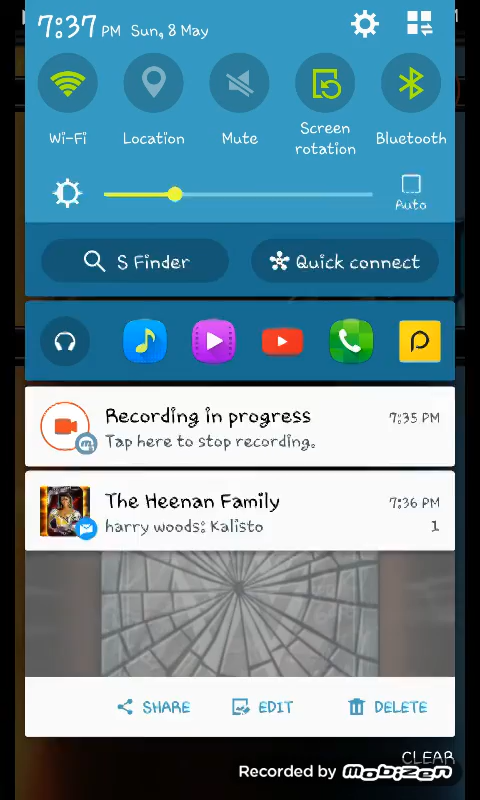 7:37 PM Sun, 8 May
Wi-Fi Location Mute Screen rotation Bluetooth
Auto
S Finder Quick connect
Recording in progress 7:35 PM
Tap here to stop recording.
The Heenan Family 7:36 PM
harry woods: Kalisto 1
SHARE EDIT DELETE
CLEAR
Recorded by mobizen